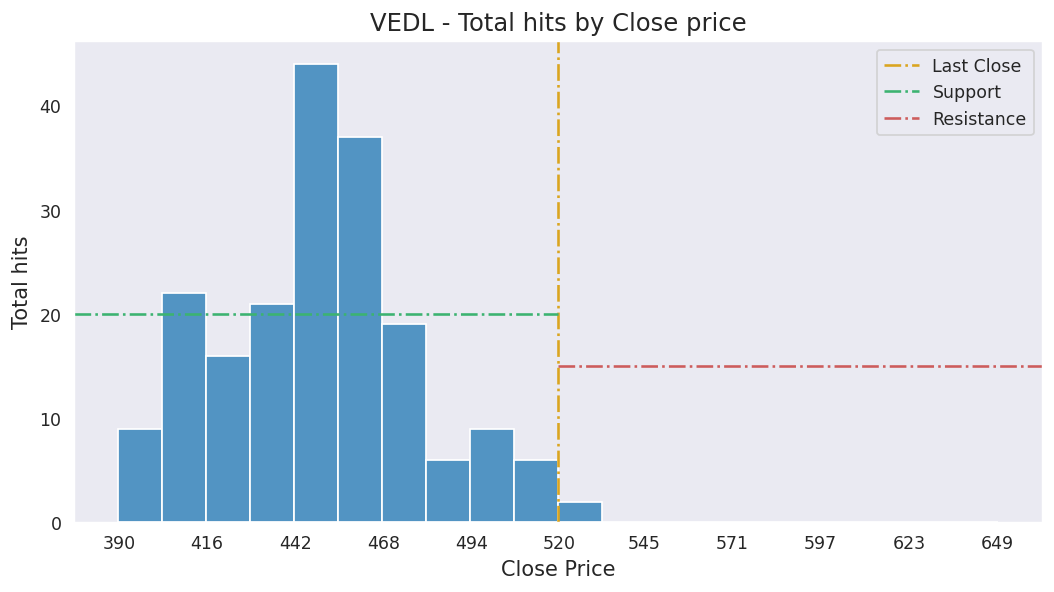 VEDL - Total hits by Close price
Last Close
Support
Resistance
Total hits
40
30
20
10
0
390 416 442 468 494 520 545 571 597 623 649
Close Price